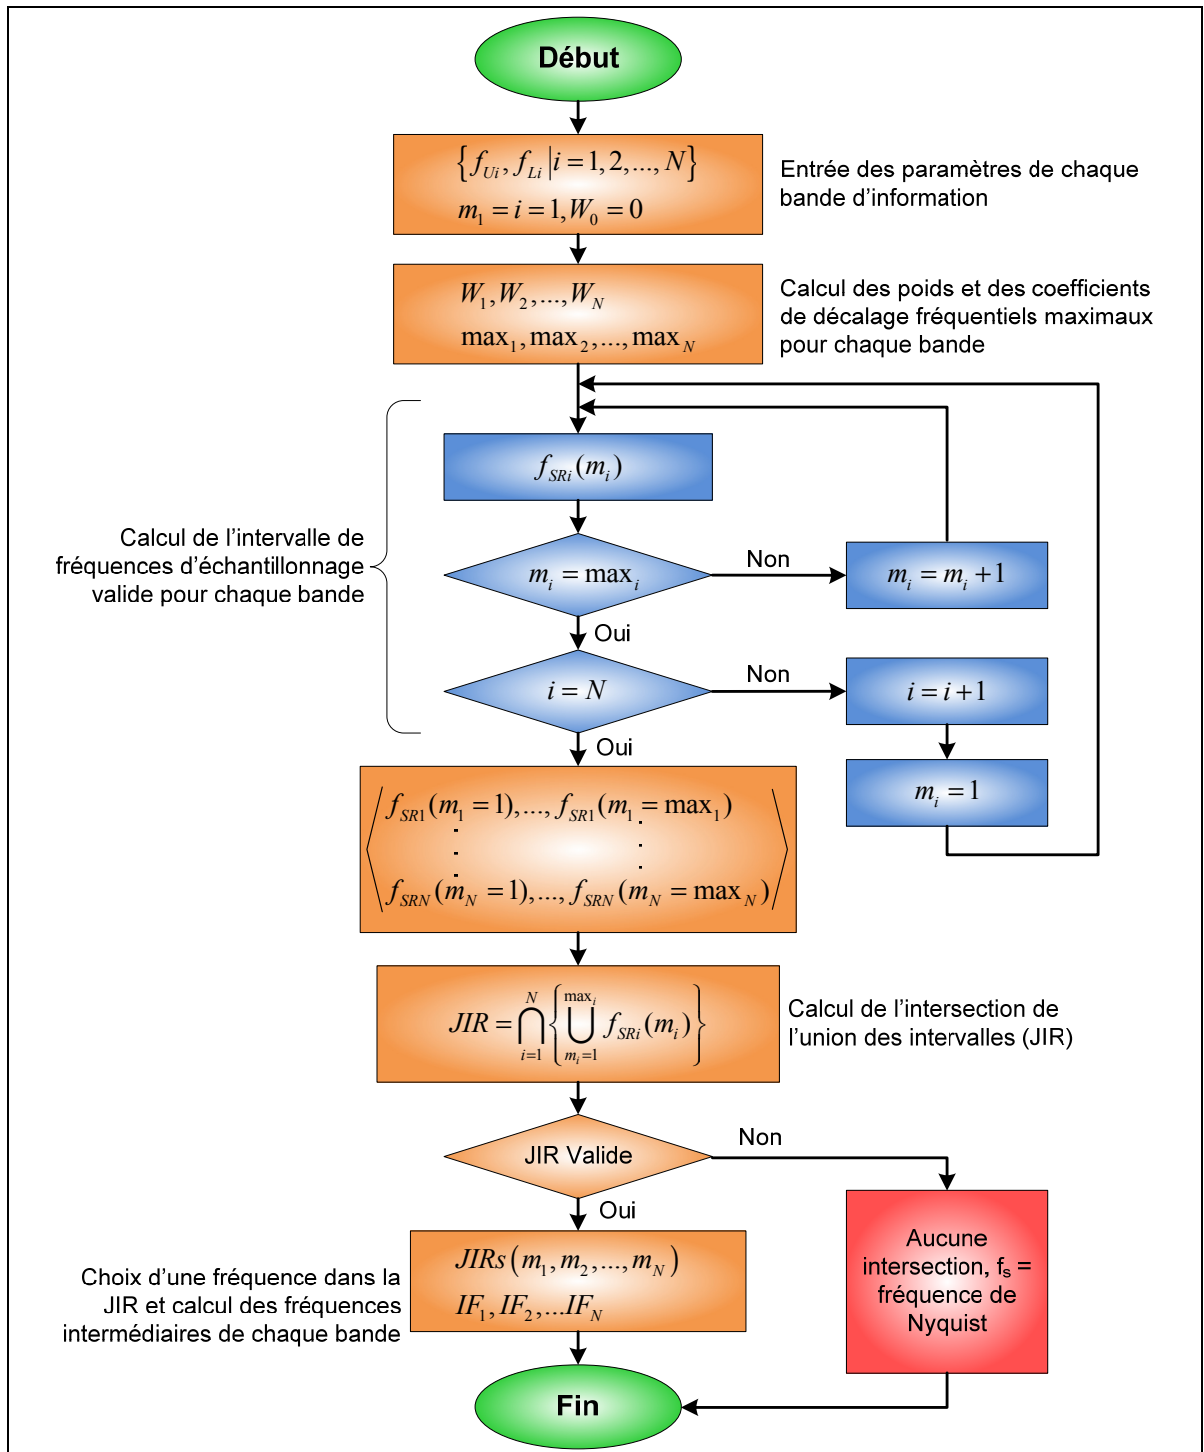 Début
{f_Ui, f_Li | i = 1, 2, ..., N}
m_1 = i = 1, W_0 = 0
Entrée des paramètres de chaque
bande d'information
W_1, W_2, ..., W_N
max_1, max_2, ..., max_N
Calcul des poids et des coefficients
de décalage fréquentiels maximaux
pour chaque bande
f_SRi(m_i)
Calcul de l'intervalle de
fréquences d'échantillonnage
valide pour chaque bande
m_i = max_i
Non
m_i = m_i + 1
Oui
i = N
Non
i = i + 1
Oui
m_i = 1
⟨f_SR1(m_1 = 1), ..., f_SR1(m_1 = max_1)
⋮ ⋮
f_SRN(m_N = 1), ..., f_SRN(m_N = max_N)⟩
JIR = ⋂_{i=1}^{N} {⋃_{m_i=1}^{max_i} f_SRi(m_i)}
Calcul de l'intersection de
l'union des intervalles (JIR)
JIR Valide
Non
Oui
Aucune
intersection, f_s =
fréquence de
Nyquist
JIRs(m_1, m_2, ..., m_N)
IF_1, IF_2, ...IF_N
Choix d'une fréquence dans la
JIR et calcul des fréquences
intermédiaires de chaque bande
Fin